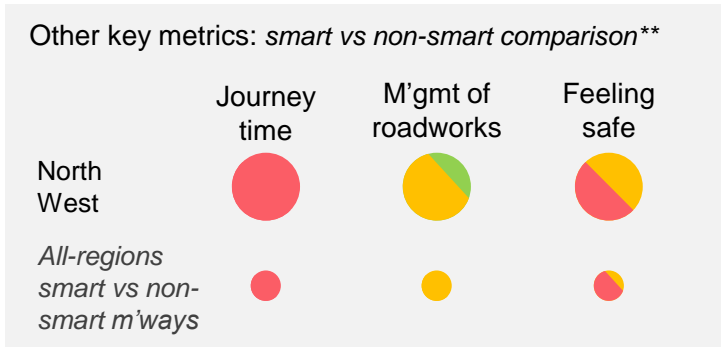 Other key metrics: smart vs non-smart comparison**
Journey
time
M'gmt of
roadworks
Feeling
safe
North
West
All-regions
smart vs non-
smart m'ways